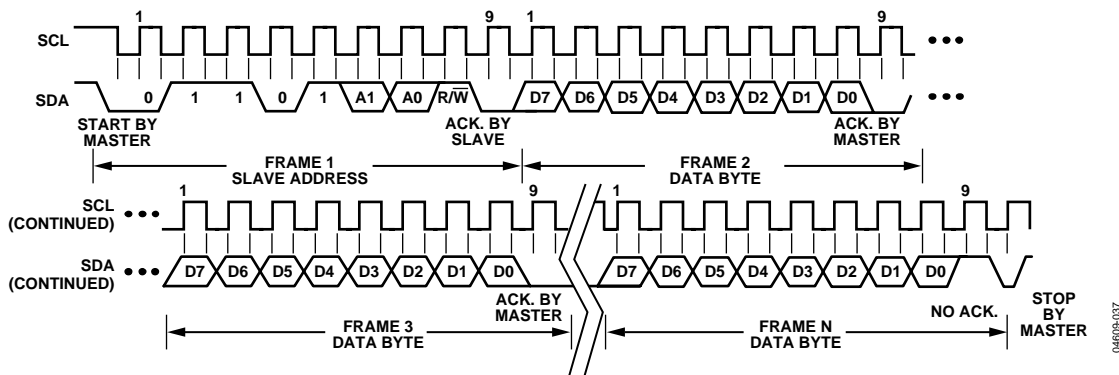 1 9 1 9
SCL
SDA 0 1 1 0 1 A1 A0 R/W̅ D7 D6 D5 D4 D3 D2 D1 D0
START BY MASTER
ACK. BY SLAVE
ACK. BY MASTER
FRAME 1 SLAVE ADDRESS
FRAME 2 DATA BYTE
1 9 1 9
SCL (CONTINUED)
SDA (CONTINUED) D7 D6 D5 D4 D3 D2 D1 D0 D7 D6 D5 D4 D3 D2 D1 D0
ACK. BY MASTER
NO ACK.
STOP BY MASTER
FRAME 3 DATA BYTE
FRAME N DATA BYTE
04609-037